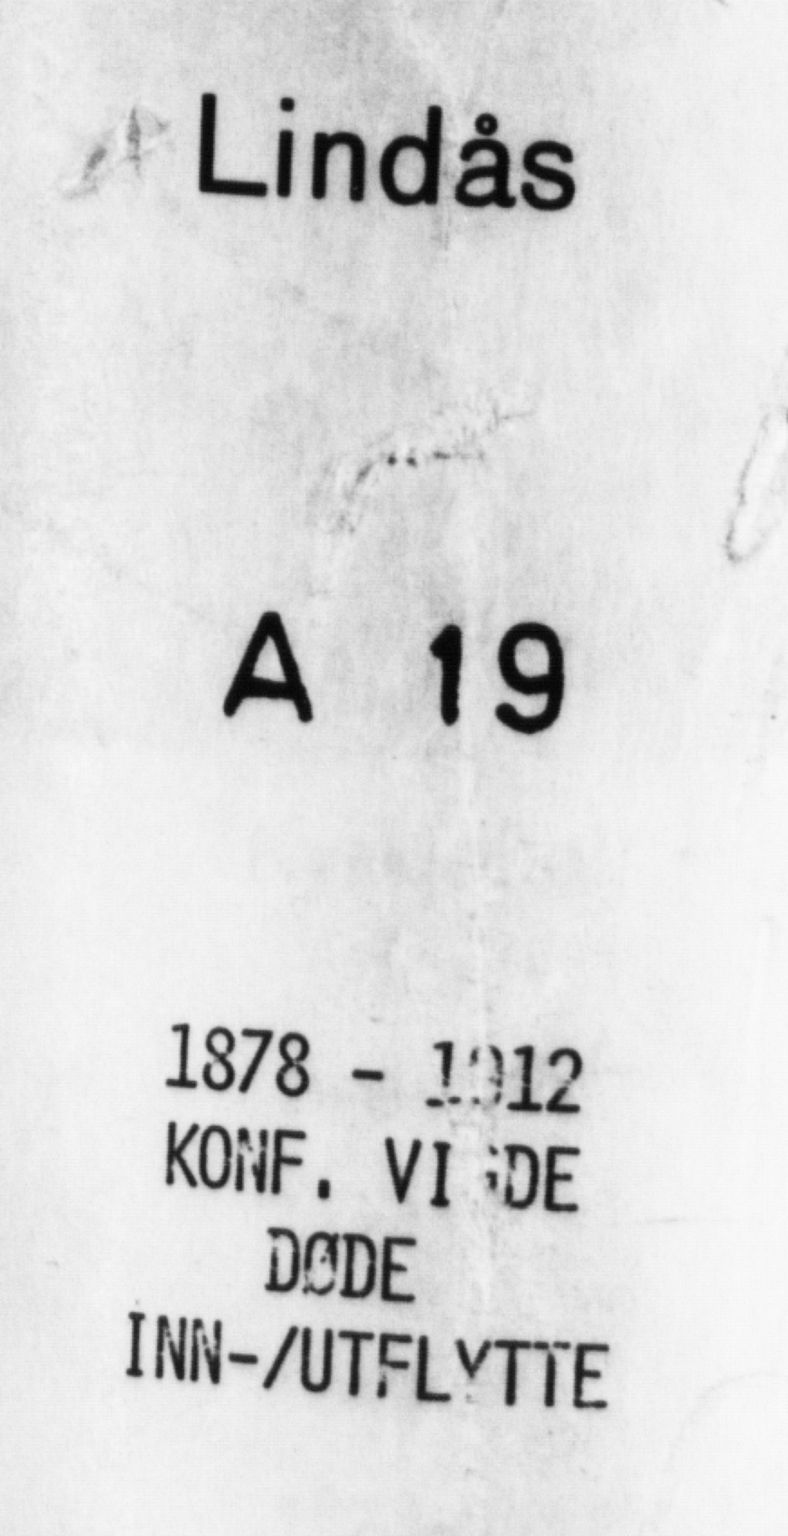 Lindås
A 19
1878 - 1912
KONF. VIGDE
DØDE
INN-/UTFLYTTE